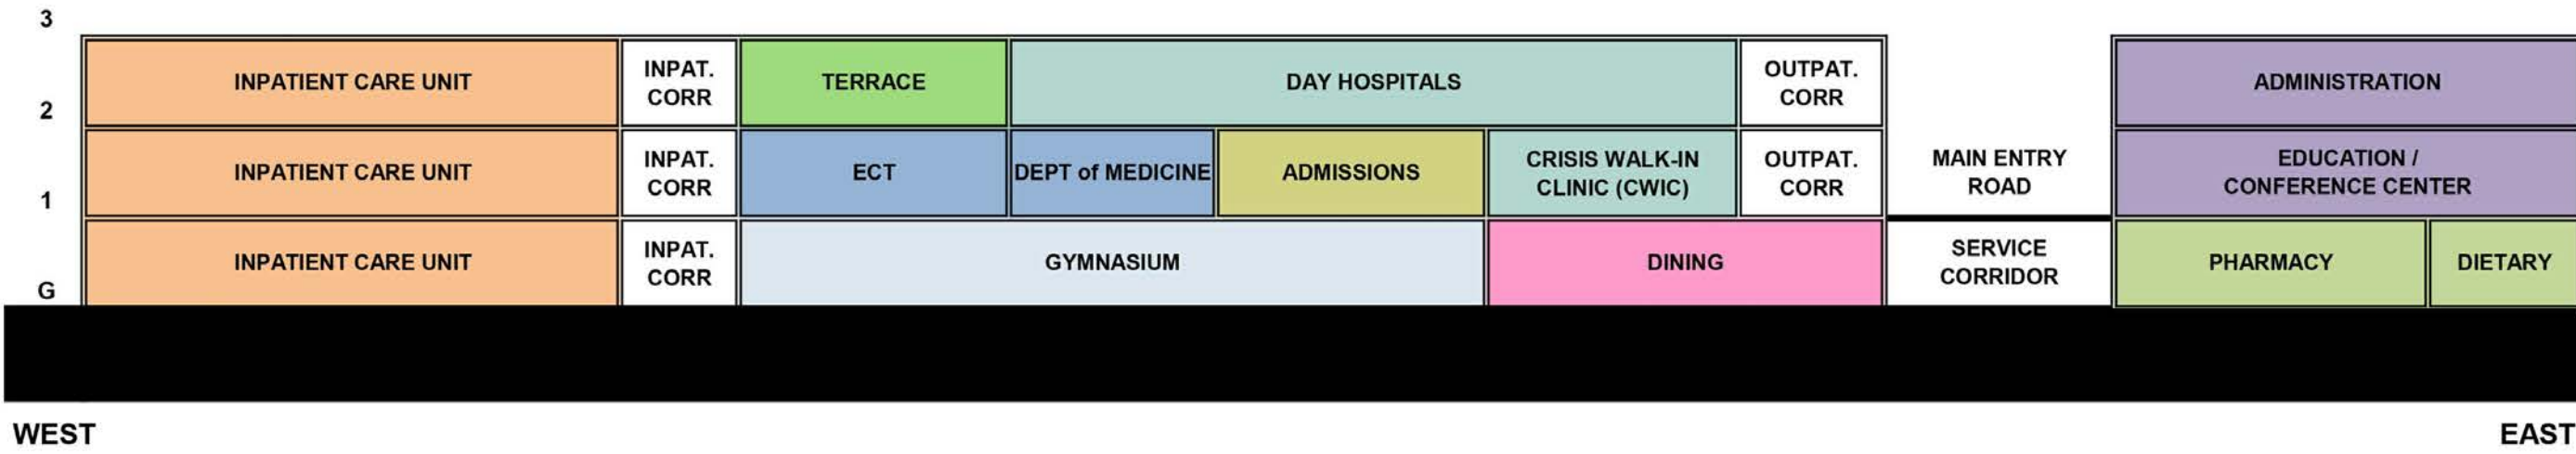 3
INPATIENT CARE UNIT
INPAT.
CORR
TERRACE
DAY HOSPITALS
OUTPAT.
CORR
ADMINISTRATION
2
INPATIENT CARE UNIT
INPAT.
CORR
ECT
DEPT of MEDICINE
ADMISSIONS
CRISIS WALK-IN
CLINIC (CWIC)
OUTPAT.
CORR
MAIN ENTRY
ROAD
EDUCATION /
CONFERENCE CENTER
1
INPATIENT CARE UNIT
INPAT.
CORR
GYMNASIUM
DINING
SERVICE
CORRIDOR
PHARMACY
DIETARY
G
WEST
EAST